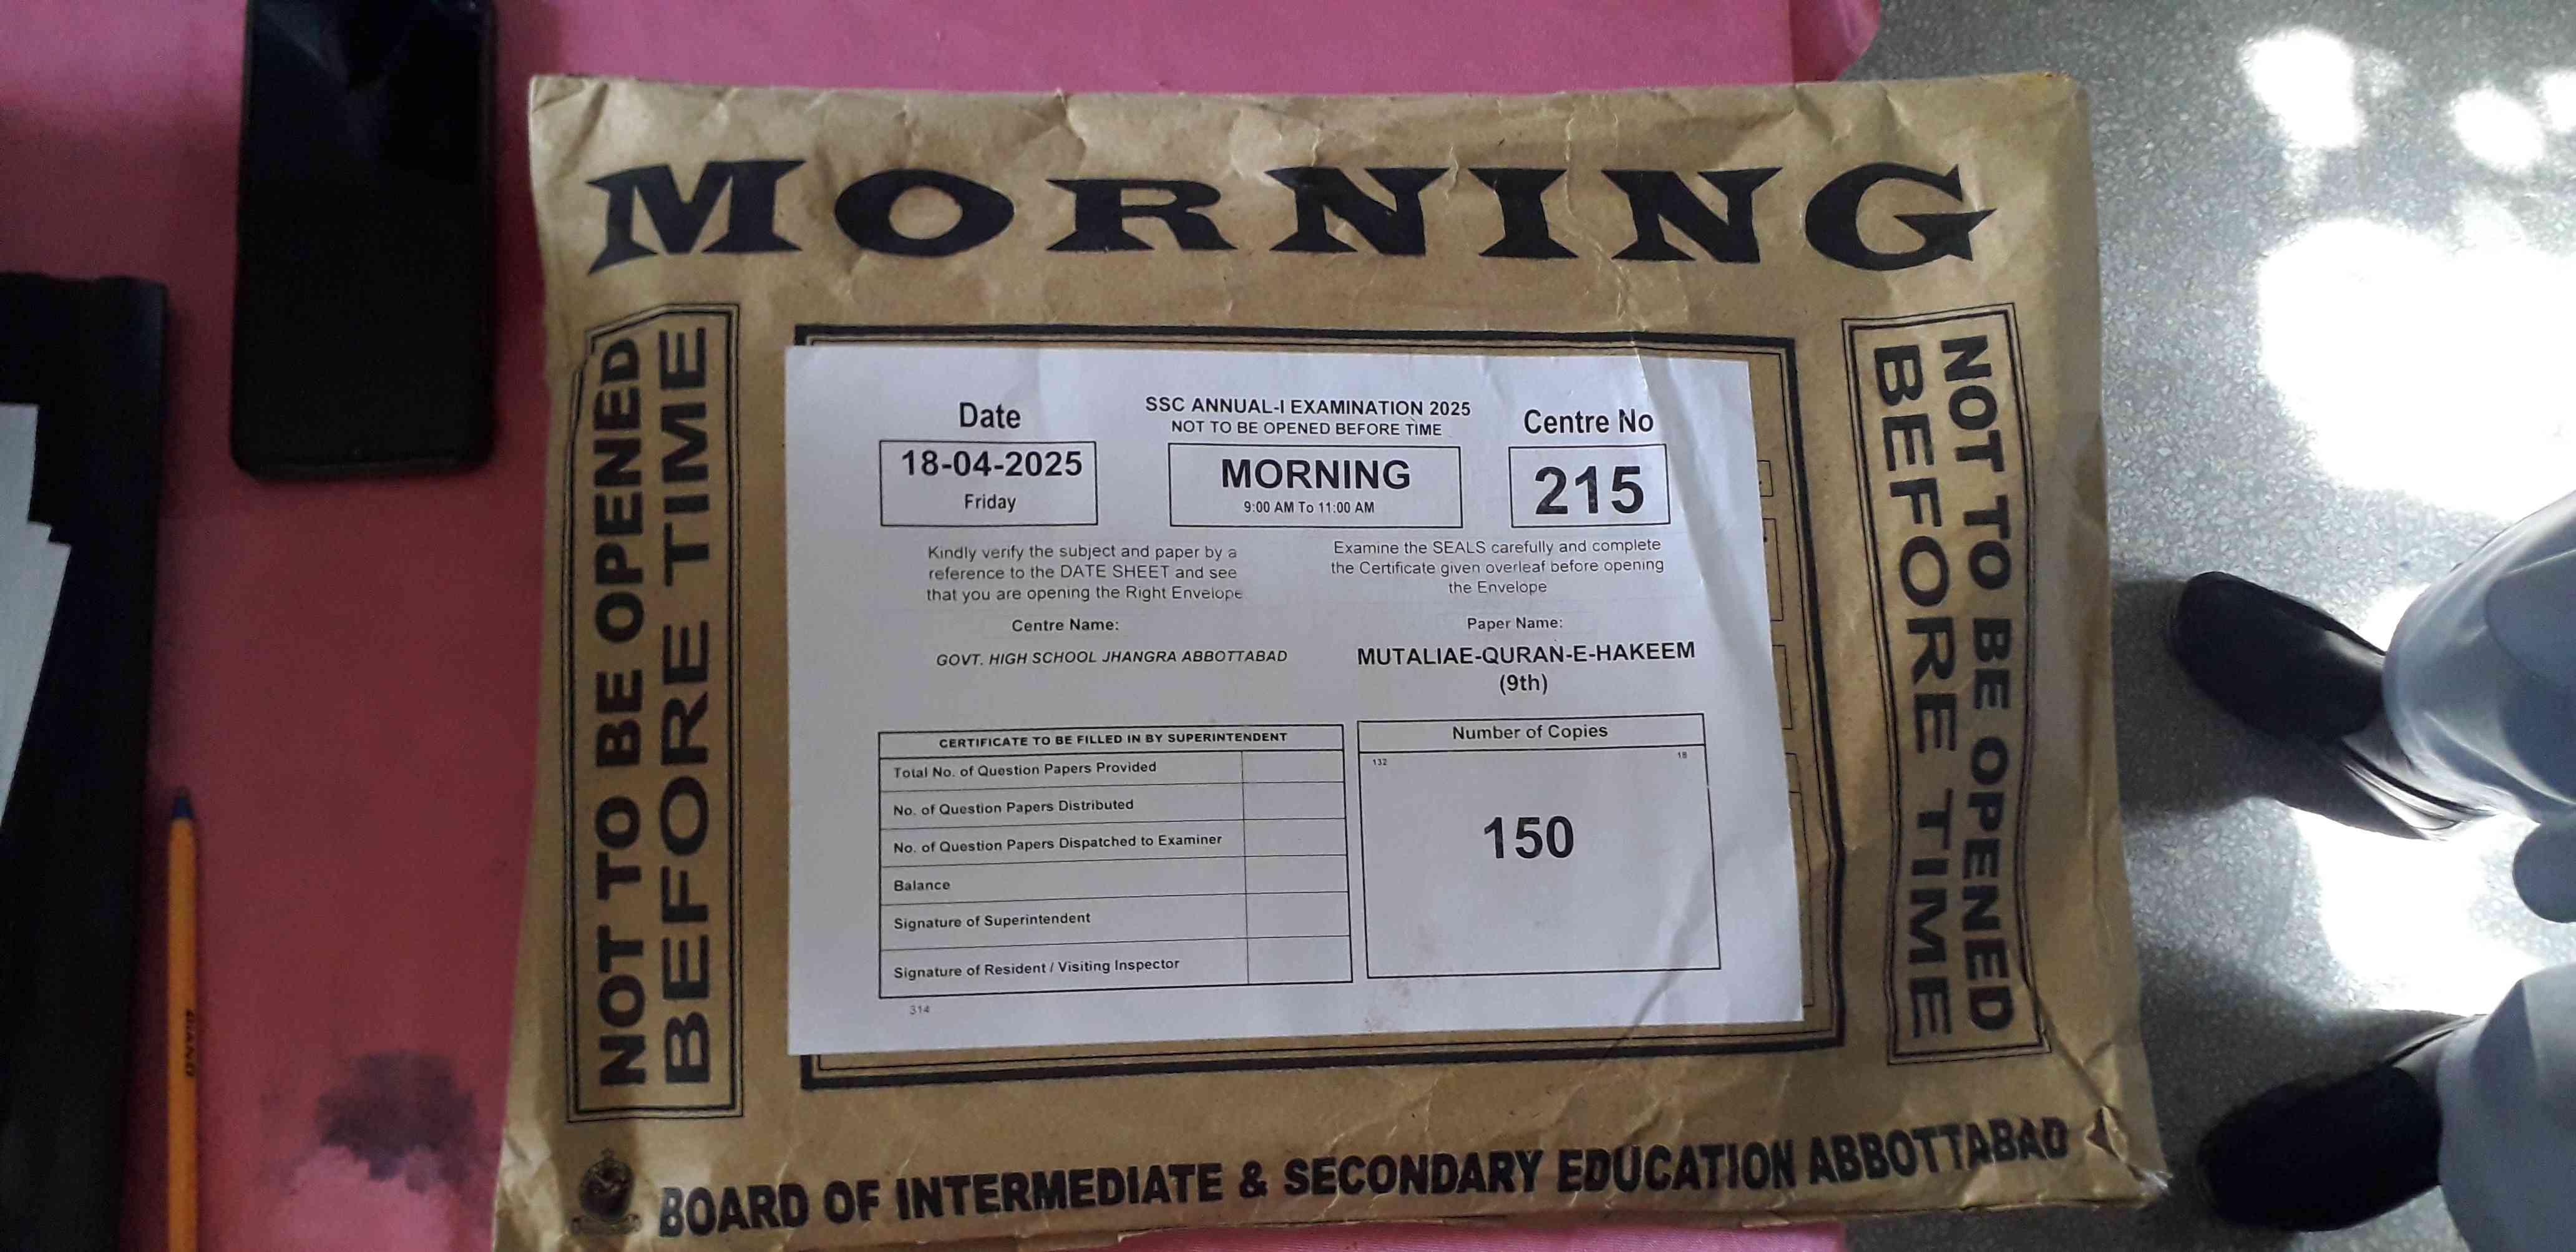 MORNING
NOT TO BE OPENED
BEFORE TIME
Date
18-04-2025
Friday
SSC ANNUAL-I EXAMINATION 2025
NOT TO BE OPENED BEFORE TIME
MORNING
9:00 AM To 11:00 AM
Centre No
215
Kindly verify the subject and paper by a
reference to the DATE SHEET and see
that you are opening the Right Envelope
Examine the SEALS carefully and complete
the Certificate given overleaf before opening
the Envelope
Centre Name:
GOVT. HIGH SCHOOL JHANGRA ABBOTTABAD
Paper Name:
MUTALIAE-QURAN-E-HAKEEM
(9th)
CERTIFICATE TO BE FILLED IN BY SUPERINTENDENT
Total No. of Question Papers Provided
No. of Question Papers Distributed
No. of Question Papers Dispatched to Examiner
Balance
Signature of Superintendent
Signature of Resident / Visiting Inspector
Number of Copies
132 18
150
314
NOT TO BE OPENED
BEFORE TIME
BOARD OF INTERMEDIATE & SECONDARY EDUCATION ABBOTTABAD